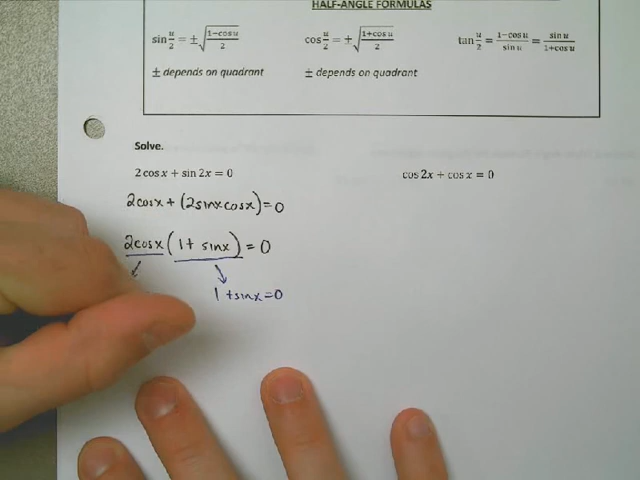 HALF-ANGLE FORMULAS
sin u/2 = ±√((1−cos u)/2) cos u/2 = ±√((1+cos u)/2) tan u/2 = (1−cos u)/sin u = sin u/(1+cos u)
± depends on quadrant ± depends on quadrant
Solve.
2 cos x + sin 2x = 0 cos 2x + cos x = 0
2cosx + (2sinxcosx) = 0
2cosx (1 + sinx) = 0
1 + sinx = 0